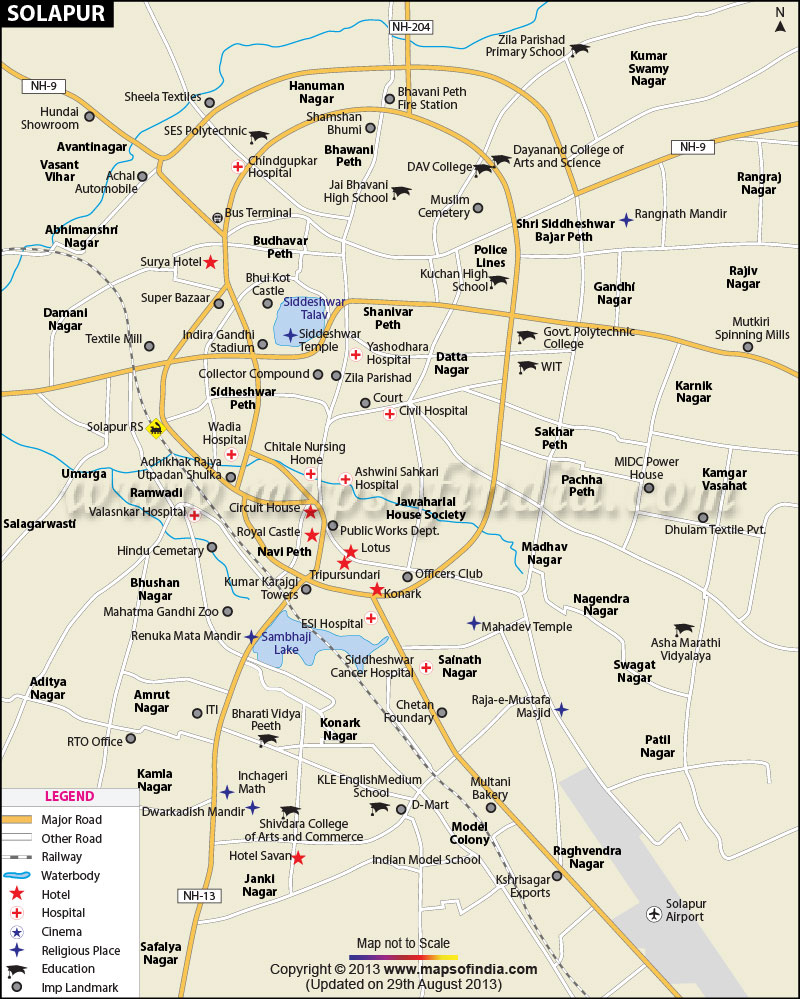 SOLAPUR
N
NH-204
Zila Parishad
Primary School
Kumar
Swamy
Nagar
NH-9
Sheela Textiles
Hanuman
Nagar
Bhavani Peth
Fire Station
Hundai
Showroom
SES Polytechnic
Shamshan
Bhumi
Avantinagar
Vasant
Vihar
Achal
Automobile
Chindgupkar
Hospital
Bhawani
Peth
DAV College
Dayanand College of
Arts and Science
NH-9
Rangraj
Nagar
Jai Bhavani
High School
Muslim
Cemetery
Bus Terminal
Rangnath Mandir
Shri Siddheshwar
Bajar Peth
Abhimanshri
Nagar
Budhavar
Peth
Police
Lines
Surya Hotel
Kuchan High
School
Rajiv
Nagar
Bhui Kot
Castle
Gandhi
Nagar
Super Bazaar
Siddeshwar
Talav
Shanivar
Peth
Damani
Nagar
Textile Mill
Indira Gandhi
Stadium
Siddeshwar
Temple
Govt. Polytechnic
College
Mutkiri
Spinning Mills
Yashodhara
Hospital
Datta
Nagar
WIT
Collector Compound
Zila Parishad
Karnik
Nagar
Sidheshwar
Peth
Court
Civil Hospital
Solapur RS
Wadia
Hospital
Sakhar
Peth
Chitale Nursing
Home
Adhikhak Rajya
Utpadan Shulka
MIDC Power
House
Umarga
Ashwini Sahkari
Hospital
Pachha
Peth
Kamgar
Vasahat
Ramwadi
www.mapsofindia.com
Circuit House
Jawaharlal
House Society
Valasnkar Hospital
Salagarwasti
Royal Castle
Public Works Dept.
Dhulam Textile Pvt.
Hindu Cemetary
Navi Peth
Lotus
Madhav
Nagar
Tripursundari
Officers Club
Bhushan
Nagar
Kumar Karajgi
Towers
Konark
Nagendra
Nagar
Mahatma Gandhi Zoo
ESI Hospital
Mahadev Temple
Renuka Mata Mandir
Sambhaji
Lake
Asha Marathi
Vidyalaya
Siddheshwar
Cancer Hospital
Sainath
Nagar
Swagat
Nagar
Aditya
Nagar
Amrut
Nagar
ITI
Bharati Vidya
Peeth
Konark
Nagar
Chetan
Foundary
Raja-e-Mustafa
Masjid
RTO Office
Patil
Nagar
Kamla
Nagar
Inchageri
Math
KLE EnglishMedium
School
Multani
Bakery
Dwarkadish Mandir
D-Mart
Shivdara College
of Arts and Commerce
Model
Colony
Hotel Savan
Indian Model School
Raghvendra
Nagar
Janki
Nagar
Kshrisagar
Exports
NH-13
Solapur
Airport
Safalya
Nagar
LEGEND
Major Road
Other Road
Railway
Waterbody
Hotel
Hospital
Cinema
Religious Place
Education
Imp Landmark
Map not to Scale
Copyright © 2013 www.mapsofindia.com
(Updated on 29th August 2013)